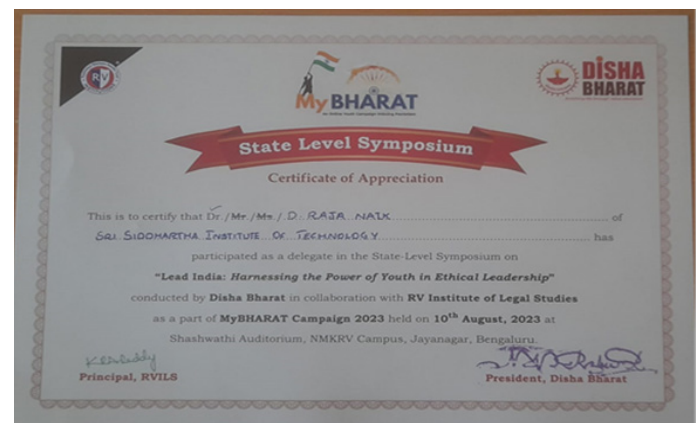 RV
My BHARAT
DISHA
BHARAT
State Level Symposium
Certificate of Appreciation
This is to certify that Dr./Mr./Ms./ D. RAJA NAIK of
SRI SIDDHARTHA INSTITUTE OF TECHNOLOGY has
participated as a delegate in the State-Level Symposium on
"Lead India: Harnessing the Power of Youth in Ethical Leadership"
conducted by Disha Bharat in collaboration with RV Institute of Legal Studies
as a part of MyBHARAT Campaign 2023 held on 10th August, 2023 at
Shashwathi Auditorium, NMKRV Campus, Jayanagar, Bengaluru.
Principal, RVILS
President, Disha Bharat